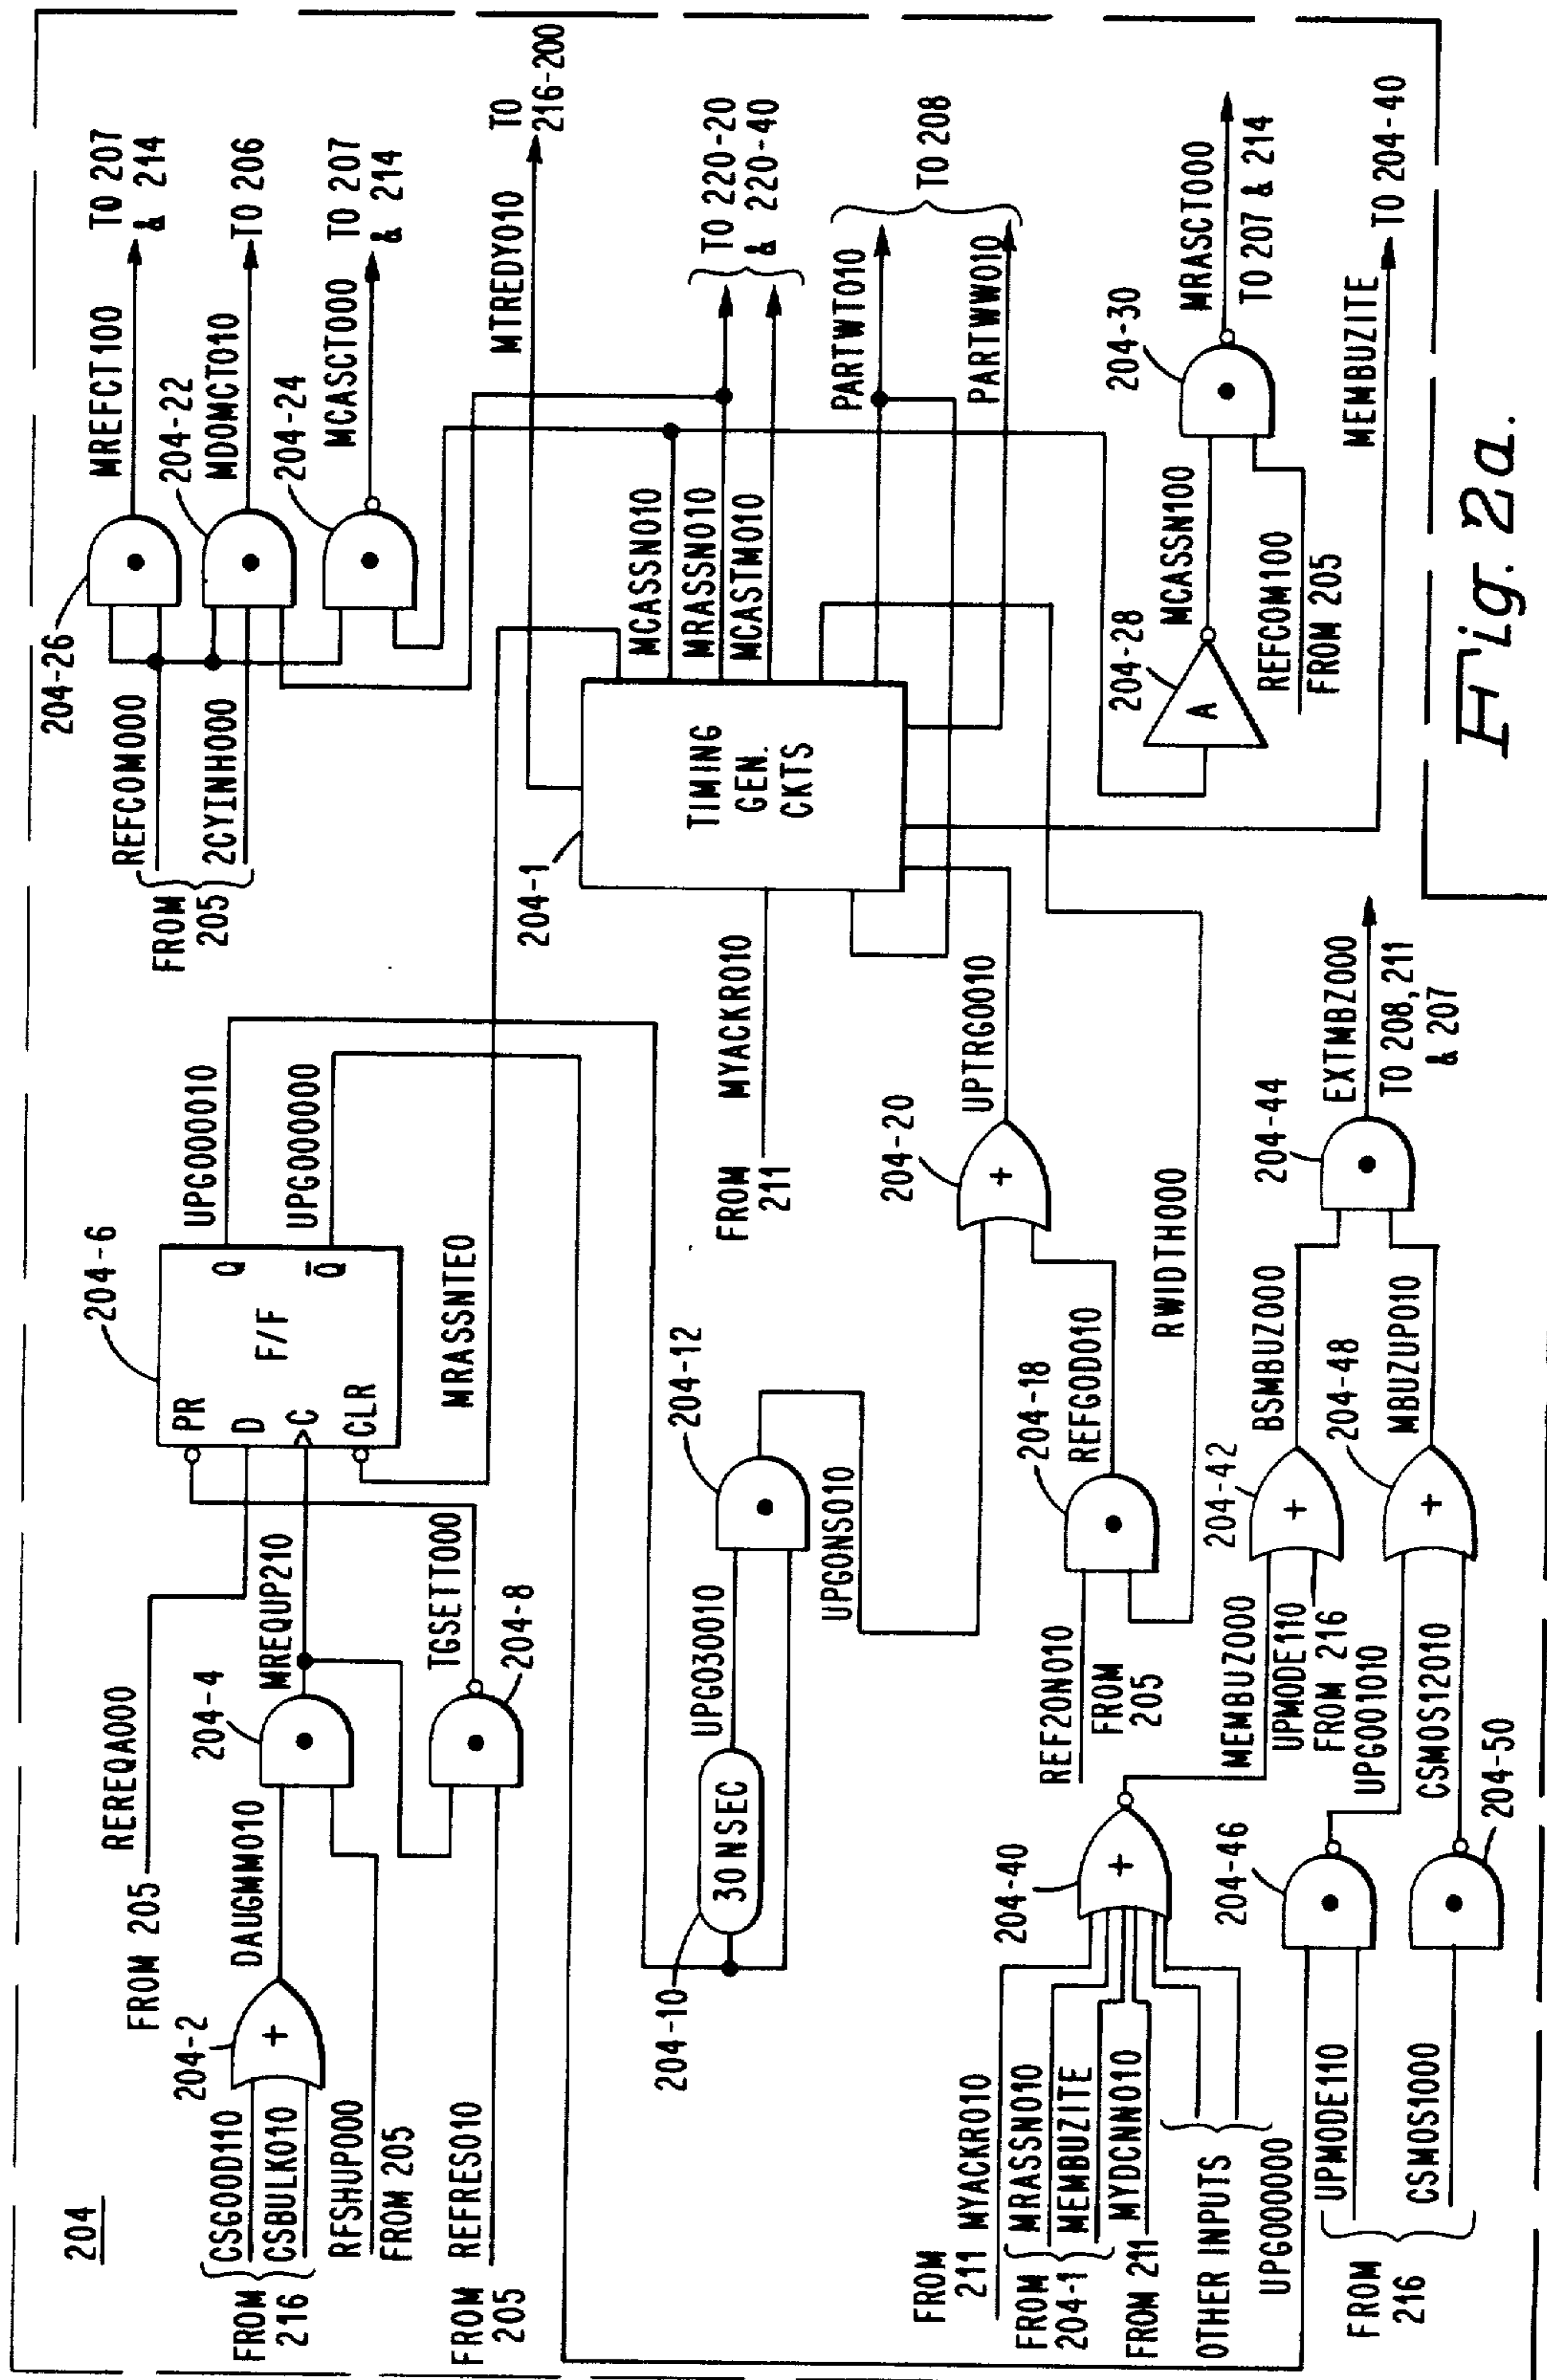 204
FROM
216
CSGOOD110
CSBULK010
RFSHUP000
FROM 205
REFRES010
FROM
205
204-2
DAUGMM010
FROM 205
REREQA000
204-4
MREQUP210
TGSETT000
204-8
204-6
PR
D
C
CLR
F/F
Q
Q̅
UPG000010
UPG000000
MRASSNTE0
204-10
30 NSEC
UPG030010
204-12
UPGONS010
REF2ON010
FROM
205
204-18
REFGOD010
RWIDTH000
204-20
UPTRGO010
FROM
211
MYACKR010
204-1
TIMING
GEN.
CKTS
FROM
205
REFCOM000
2CYINH000
204-26
MREFCT100
TO 207
& 214
204-22
MDOMCT010
TO 206
204-24
MCASCT000
TO 207
& 214
MTREDY010
TO
216-200
MCASSN010
MRASSN010
MCASTM010
TO 220-20
& 220-40
PARTWT010
PARTWW010
TO 208
204-28
A
MCASSN100
REFCOM100
FROM 205
204-30
MRASCT000
TO 207 & 214
MEMBUZITE
TO 204-40
FROM
211 MYACKR010
FROM
204-1
MRASSN010
MEMBUZITE
FROM 211
MYDCNN010
OTHER INPUTS
204-40
MEMBUZ000
UPMODE110
FROM 216
204-42
BSMBUZ000
204-44
EXTMBZ000
TO 208, 211
& 207
UPG000000
FROM
216
UPMODE110
CSMOS1000
204-46
UPGO01010
CSMOS12010
204-50
204-48
MBUZUP010
Fig. 2a.